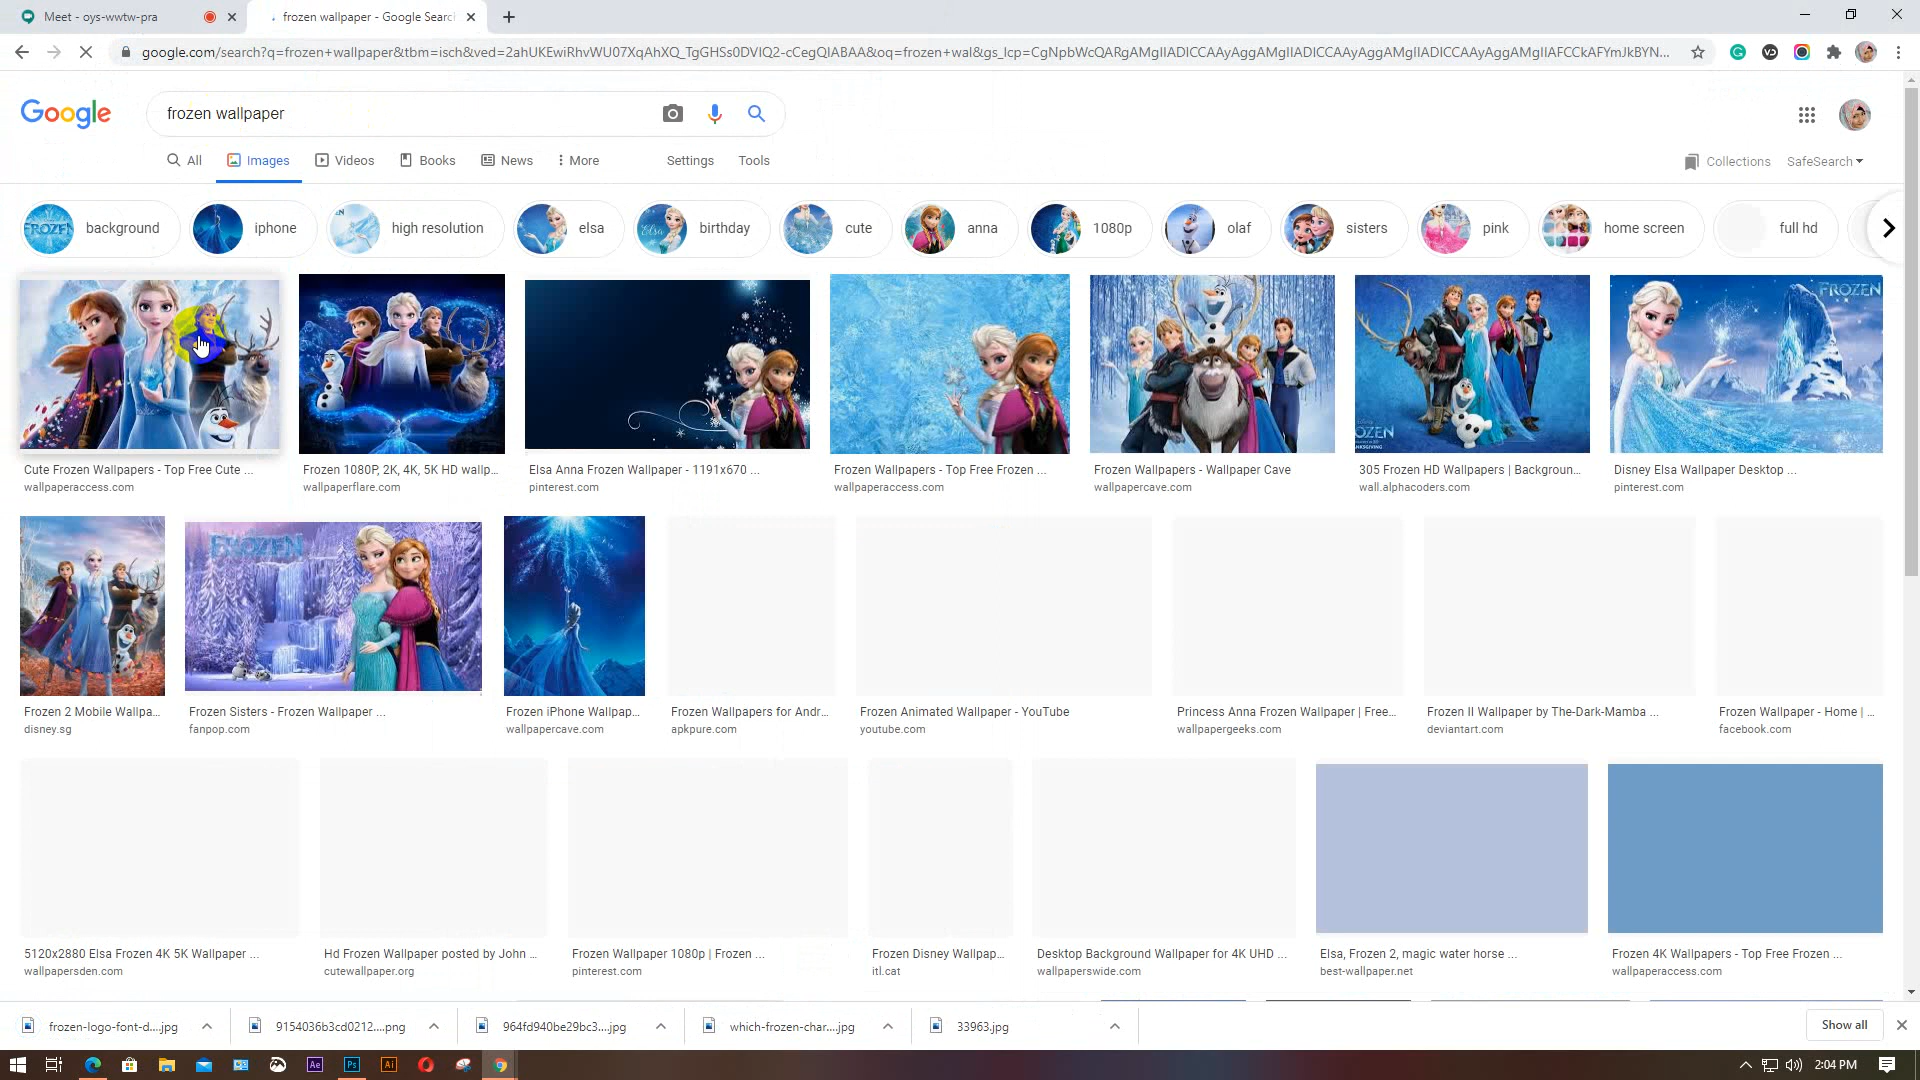 Meet - oys-wwtw-pra
frozen wallpaper - Google Searc
google.com/search?q=frozen+wallpaper&tbm=isch&ved=2ahUKEwiRhvWU07XqAhXQ_TgGHSs0DVIQ2-cCegQIABAA&oq=frozen+wal&gs_lcp=CgNpbWcQARgAMgIIADICCAAyAggAMgIIADICCAAyAggAMgIIADICCAAyAggAMgIIAFCCkAFYmJkBYN...
Google
frozen wallpaper
All
Images
Videos
Books
News
More
Settings
Tools
Collections
SafeSearch
FROZEN
background
iphone
high resolution
elsa
Elsa
birthday
cute
anna
1080p
olaf
sisters
pink
home screen
full hd
FROZEN
OZEN
Cute Frozen Wallpapers - Top Free Cute ...
wallpaperaccess.com
Frozen 1080P, 2K, 4K, 5K HD wallp...
wallpaperflare.com
Elsa Anna Frozen Wallpaper - 1191x670 ...
pinterest.com
Frozen Wallpapers - Top Free Frozen ...
wallpaperaccess.com
Frozen Wallpapers - Wallpaper Cave
wallpapercave.com
305 Frozen HD Wallpapers | Backgroun...
wall.alphacoders.com
Disney Elsa Wallpaper Desktop ...
pinterest.com
FROZEN
Frozen 2 Mobile Wallpa...
disney.sg
Frozen Sisters - Frozen Wallpaper ...
fanpop.com
Frozen iPhone Wallpap...
wallpapercave.com
Frozen Wallpapers for Andr...
apkpure.com
Frozen Animated Wallpaper - YouTube
youtube.com
Princess Anna Frozen Wallpaper | Free...
wallpapergeeks.com
Frozen II Wallpaper by The-Dark-Mamba ...
deviantart.com
Frozen Wallpaper - Home | ...
facebook.com
5120x2880 Elsa Frozen 4K 5K Wallpaper ...
wallpapersden.com
Hd Frozen Wallpaper posted by John ...
cutewallpaper.org
Frozen Wallpaper 1080p | Frozen ...
pinterest.com
Frozen Disney Wallpap...
itl.cat
Desktop Background Wallpaper for 4K UHD ...
wallpaperswide.com
Elsa, Frozen 2, magic water horse ...
best-wallpaper.net
Frozen 4K Wallpapers - Top Free Frozen ...
wallpaperaccess.com
frozen-logo-font-d....jpg
9154036b3cd0212....png
964fd940be29bc3....jpg
which-frozen-char....jpg
33963.jpg
Show all
Ae
Ps
Ai
2:04 PM